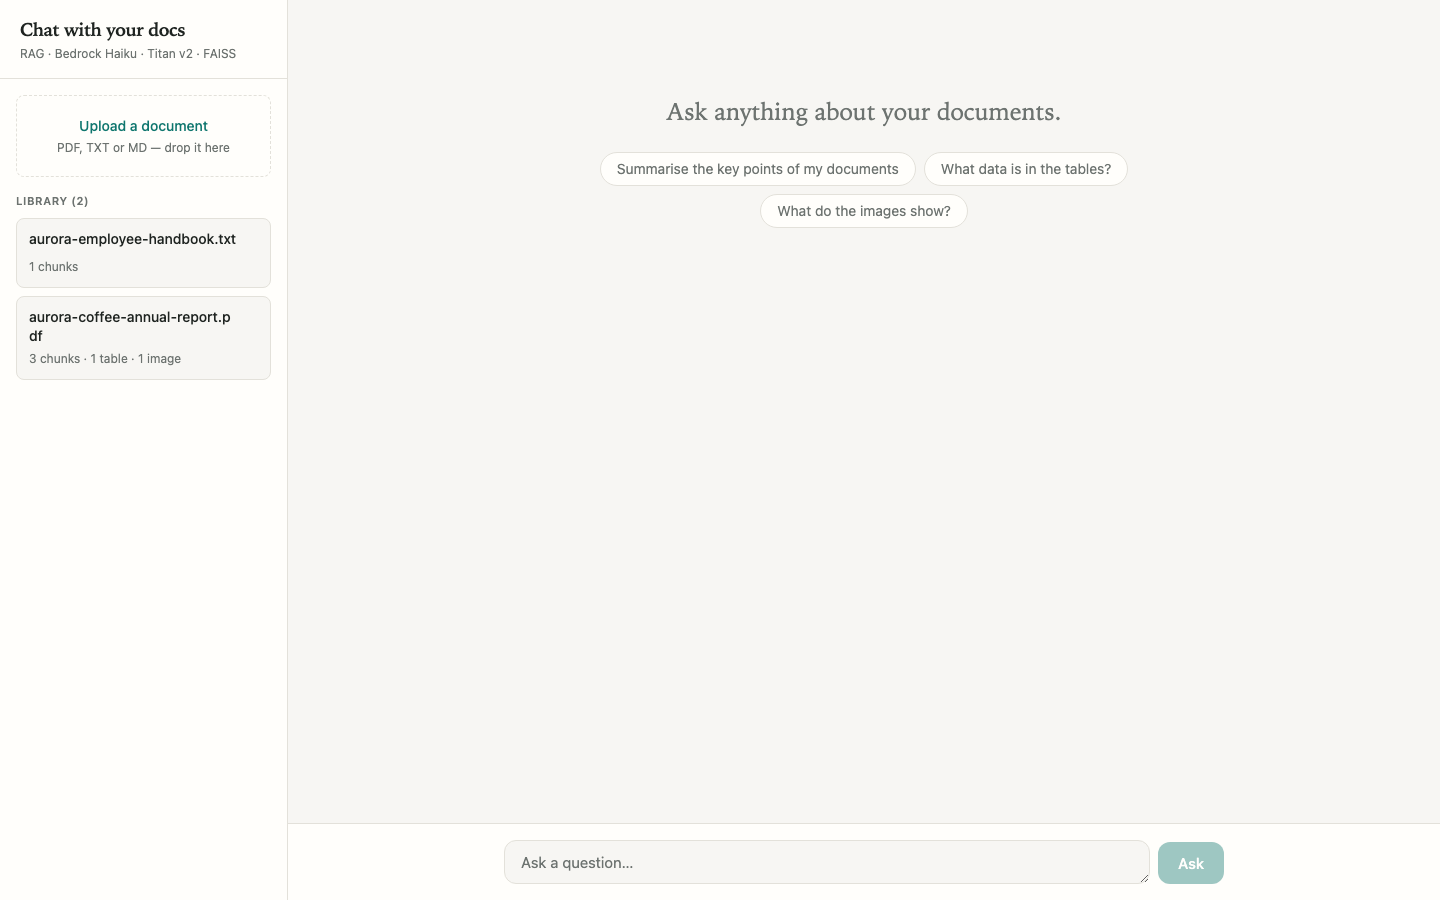 Chat with your docs
RAG · Bedrock Haiku · Titan v2 · FAISS
Upload a document
PDF, TXT or MD — drop it here
LIBRARY (2)
aurora-employee-handbook.txt
1 chunks
aurora-coffee-annual-report.p
df
3 chunks · 1 table · 1 image
Ask anything about your documents.
Summarise the key points of my documents
What data is in the tables?
What do the images show?
Ask a question...
Ask